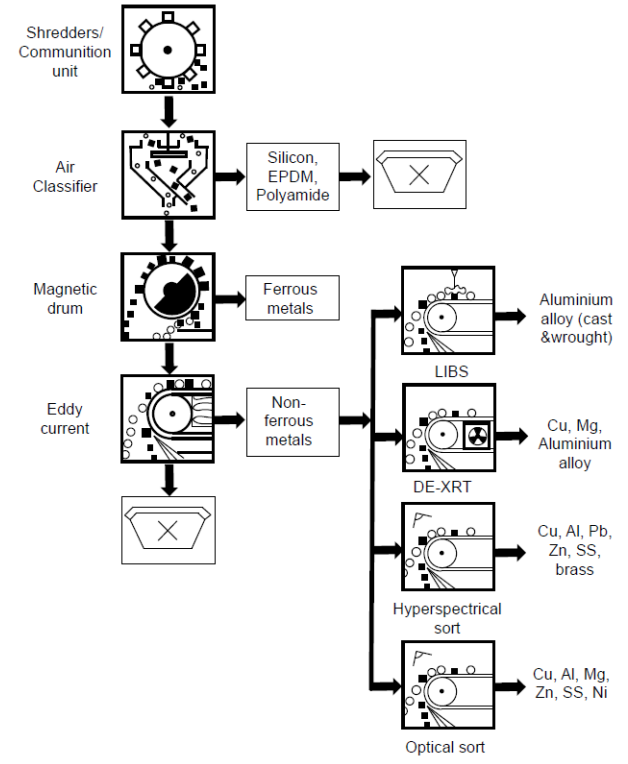 Shredders/
Communtion
unit
Air
Classifier
Silicon,
EPDM,
Polyamide
Magnetic
drum
Ferrous
metals
Aluminium
alloy (cast
&wrought)
LIBS
Eddy
current
Non-
ferrous
metals
Cu, Mg,
Aluminium
alloy
DE-XRT
Cu, Al, Pb,
Zn, SS,
brass
Hyperspectrical
sort
Cu, Al, Mg,
Zn, SS, Ni
Optical sort